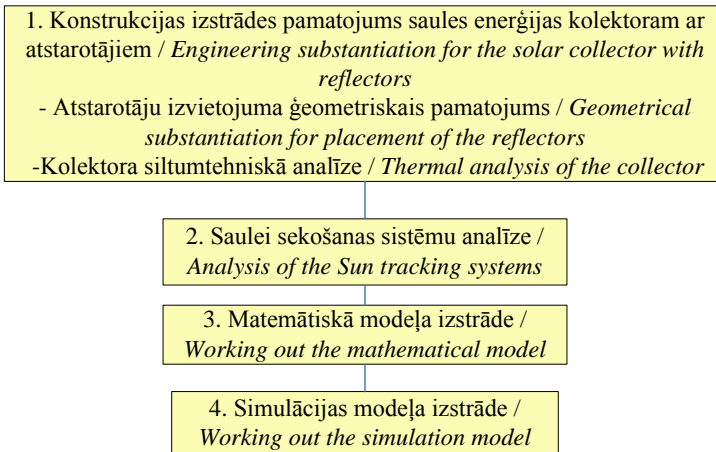 1. Konstrukcijas izstrādes pamatojums saules enerģijas kolektoram ar
atstarotājiem / Engineering substantiation for the solar collector with
reflectors
- Atstarotāju izvietojuma ģeometriskais pamatojums / Geometrical
substantiation for placement of the reflectors
-Kolektora siltumtehniskā analīze / Thermal analysis of the collector
2. Saulei sekošanas sistēmu analīze /
Analysis of the Sun tracking systems
3. Matemātiskā modeļa izstrāde /
Working out the mathematical model
4. Simulācijas modeļa izstrāde /
Working out the simulation model